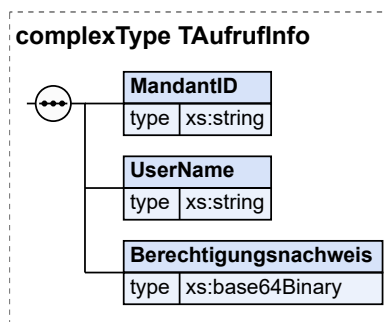 complexType TAufrufInfo
MandantID
type xs:string
UserName
type xs:string
Berechtigungsnachweis
type xs:base64Binary